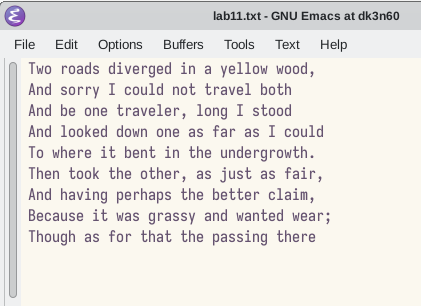 lab11.txt - GNU Emacs at dk3n60
File Edit Options Buffers Tools Text Help
Two roads diverged in a yellow wood,
And sorry I could not travel both
And be one traveler, long I stood
And looked down one as far as I could
To where it bent in the undergrowth.
Then took the other, as just as fair,
And having perhaps the better claim,
Because it was grassy and wanted wear;
Though as for that the passing there